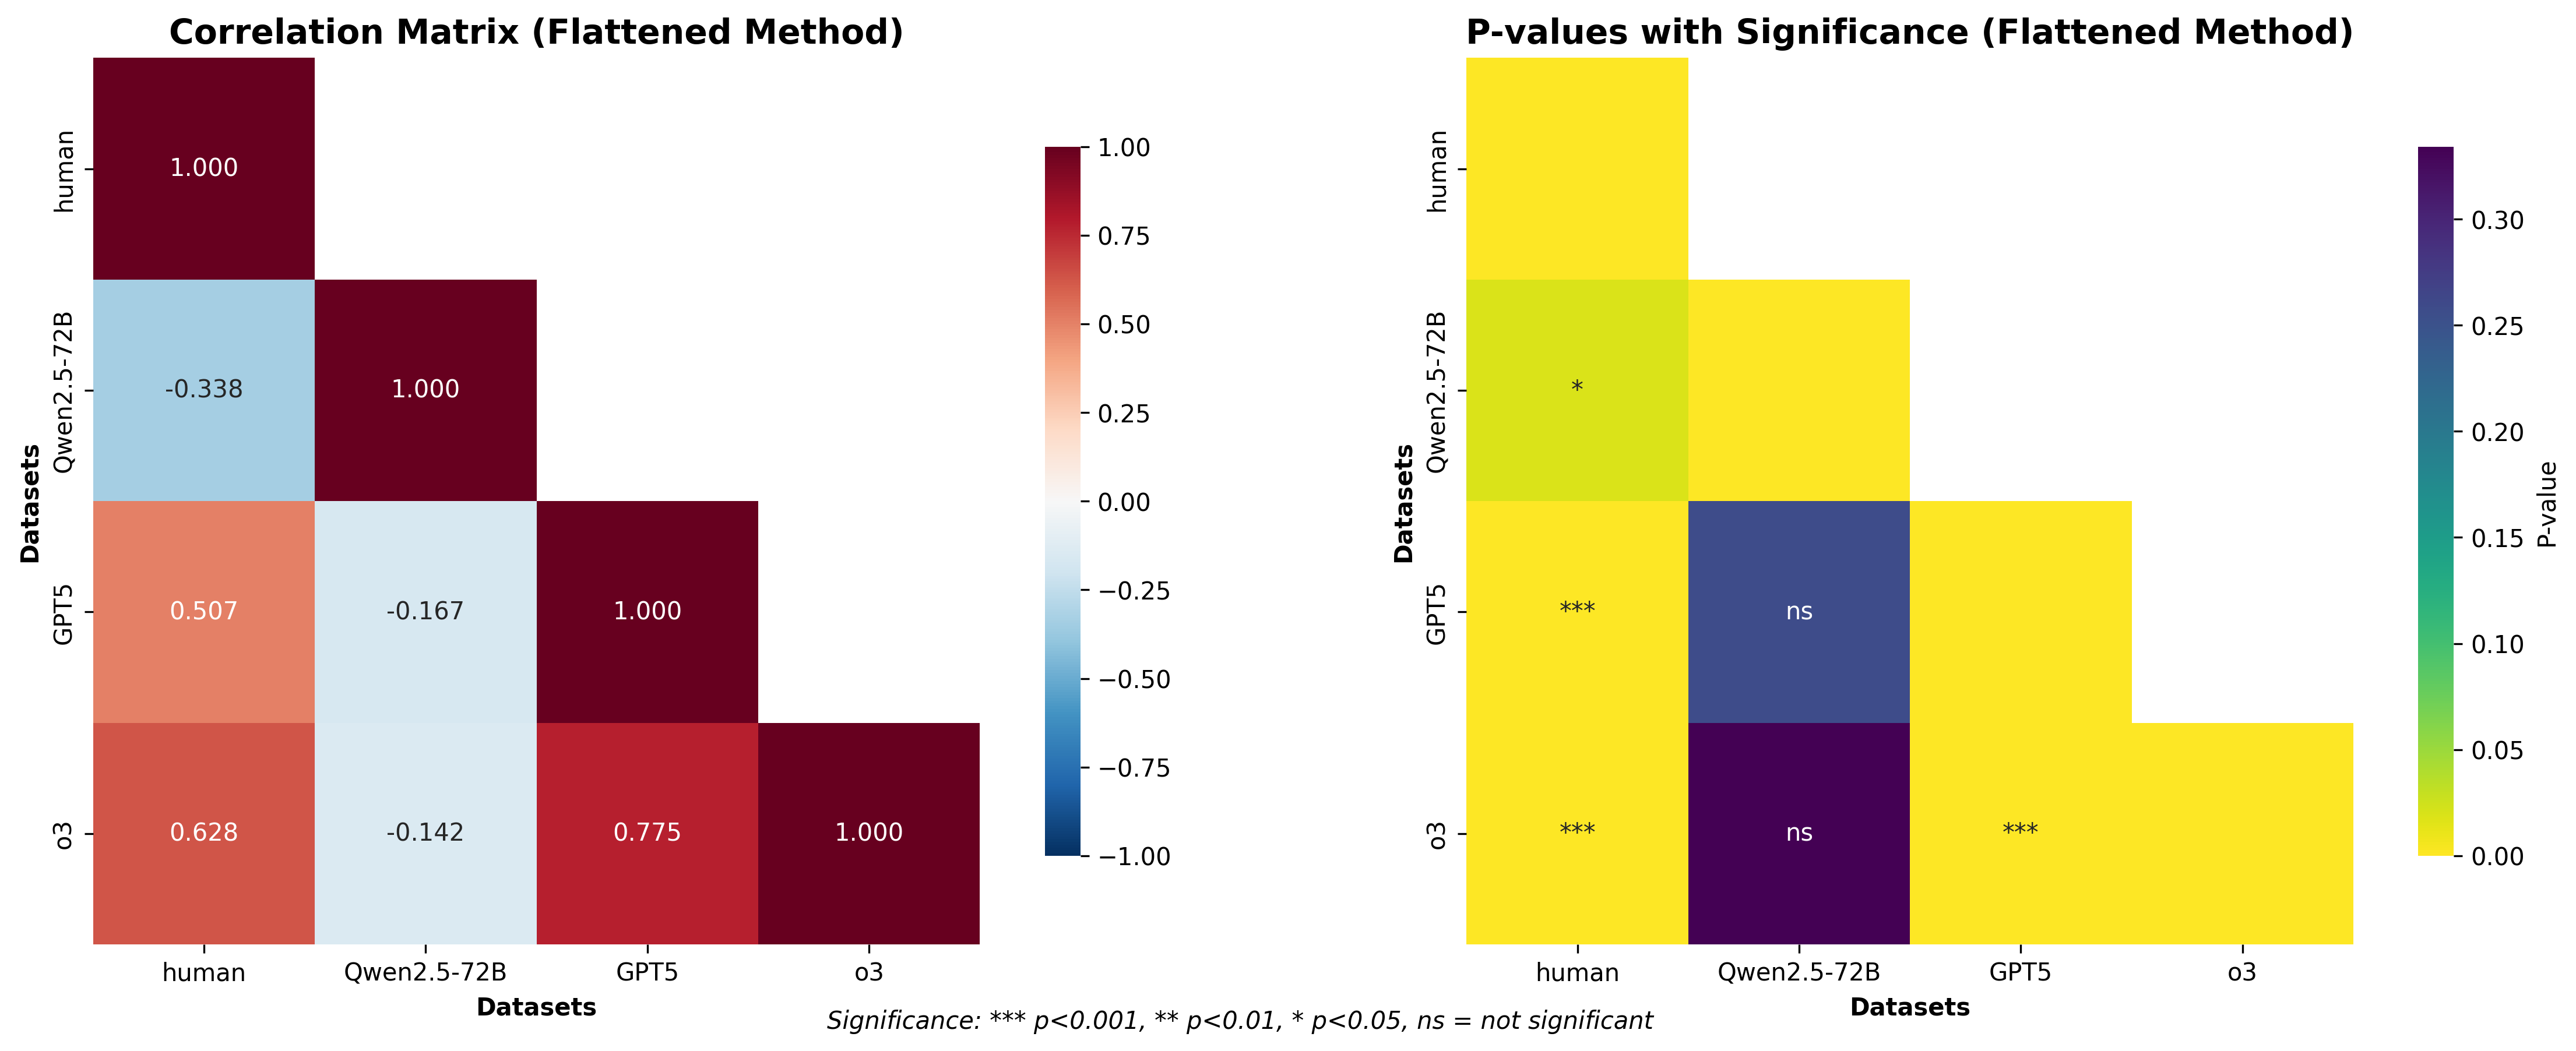 Correlation Matrix (Flattened Method)
human
Qwen2.5-72B
GPT5
o3
Datasets
1.000
-0.338 1.000
0.507 -0.167 1.000
0.628 -0.142 0.775 1.000
human Qwen2.5-72B GPT5 o3
Datasets
1.00
0.75
0.50
0.25
0.00
−0.25
−0.50
−0.75
−1.00
P-values with Significance (Flattened Method)
human
Qwen2.5-72B
GPT5
o3
Datasets
*
*** ns
*** ns ***
human Qwen2.5-72B GPT5 o3
Datasets
0.30
0.25
0.20
0.15
0.10
0.05
0.00
P-value
Significance: *** p<0.001, ** p<0.01, * p<0.05, ns = not significant